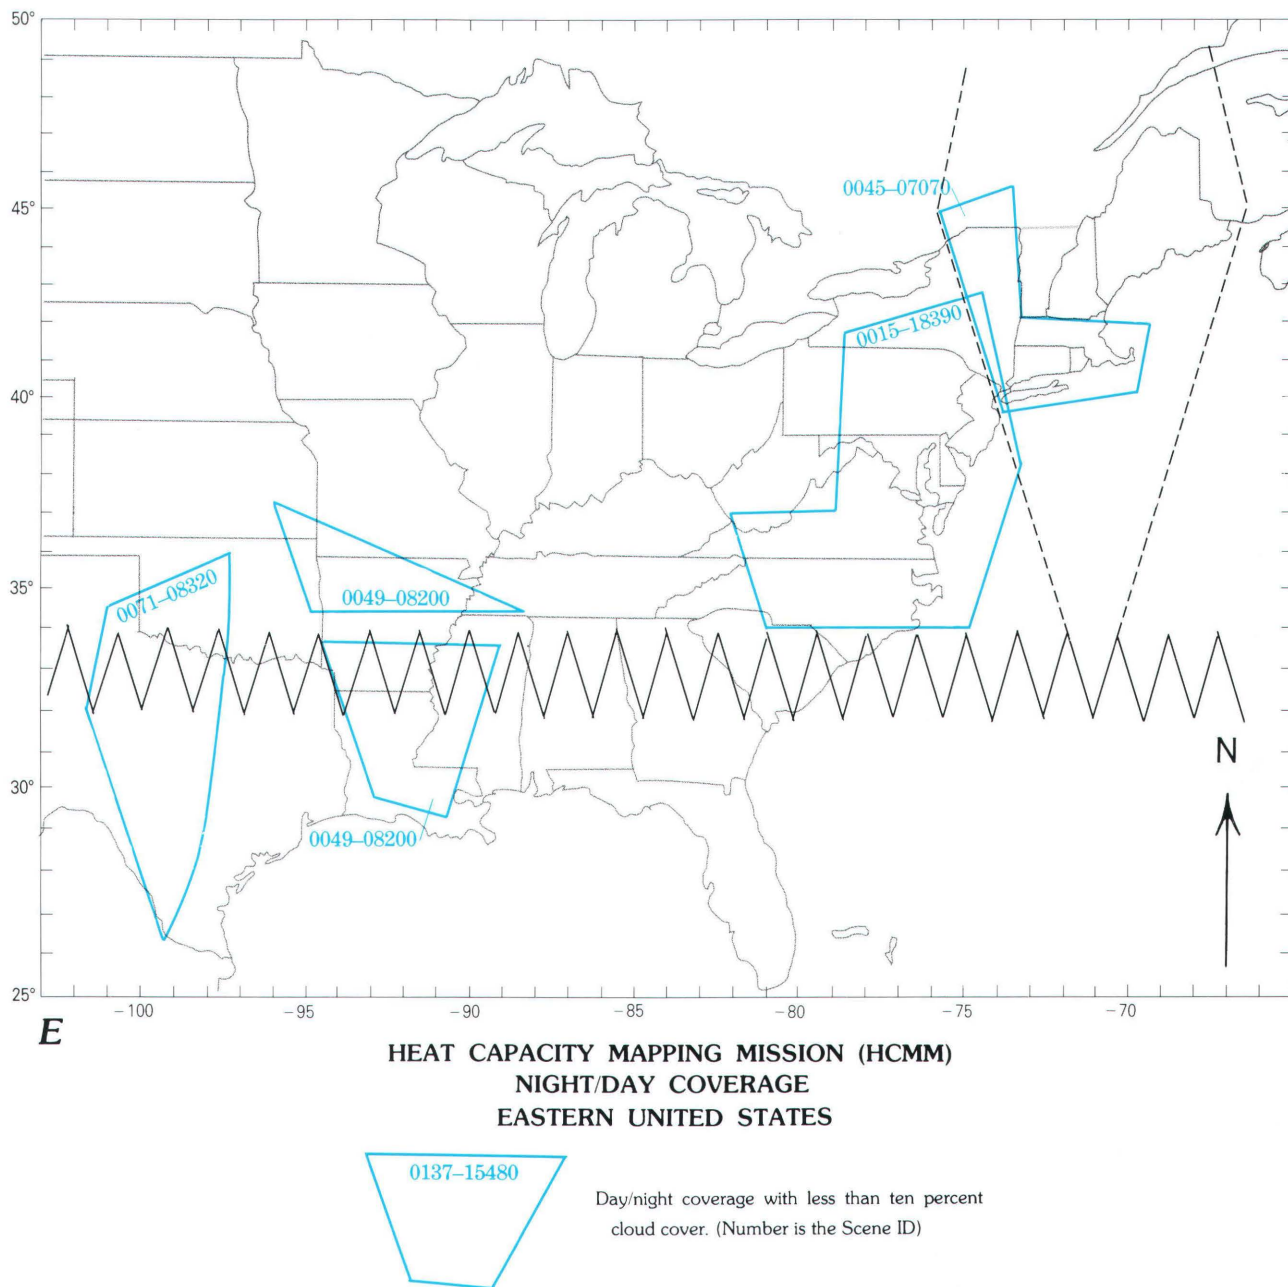 50°
45°
40°
35°
30°
25°
0045–07070
0015–18390
0071–08320
0049–08200
0049–08200
N
–100
–95
–90
–85
–80
–75
–70
E
HEAT CAPACITY MAPPING MISSION (HCMM)
NIGHT/DAY COVERAGE
EASTERN UNITED STATES
0137–15480
Day/night coverage with less than ten percent
cloud cover. (Number is the Scene ID)